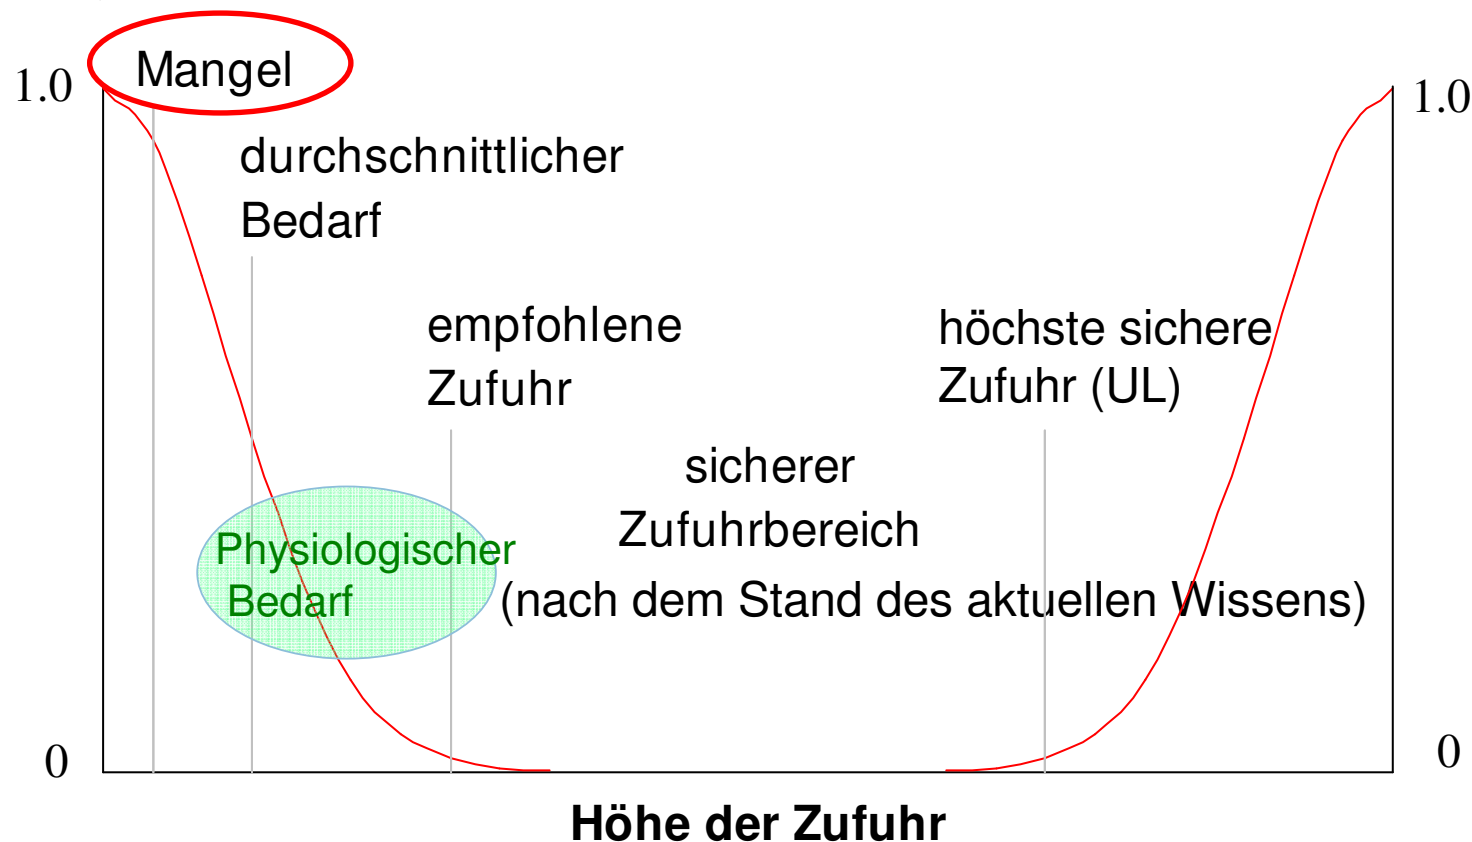 Mangel
1.0
1.0
durchschnittlicher
Bedarf
empfohlene
Zufuhr
höchste sichere
Zufuhr (UL)
sicherer
Zufuhrbereich
(nach dem Stand des aktuellen Wissens)
Physiologischer
Bedarf
0
0
Höhe der Zufuhr